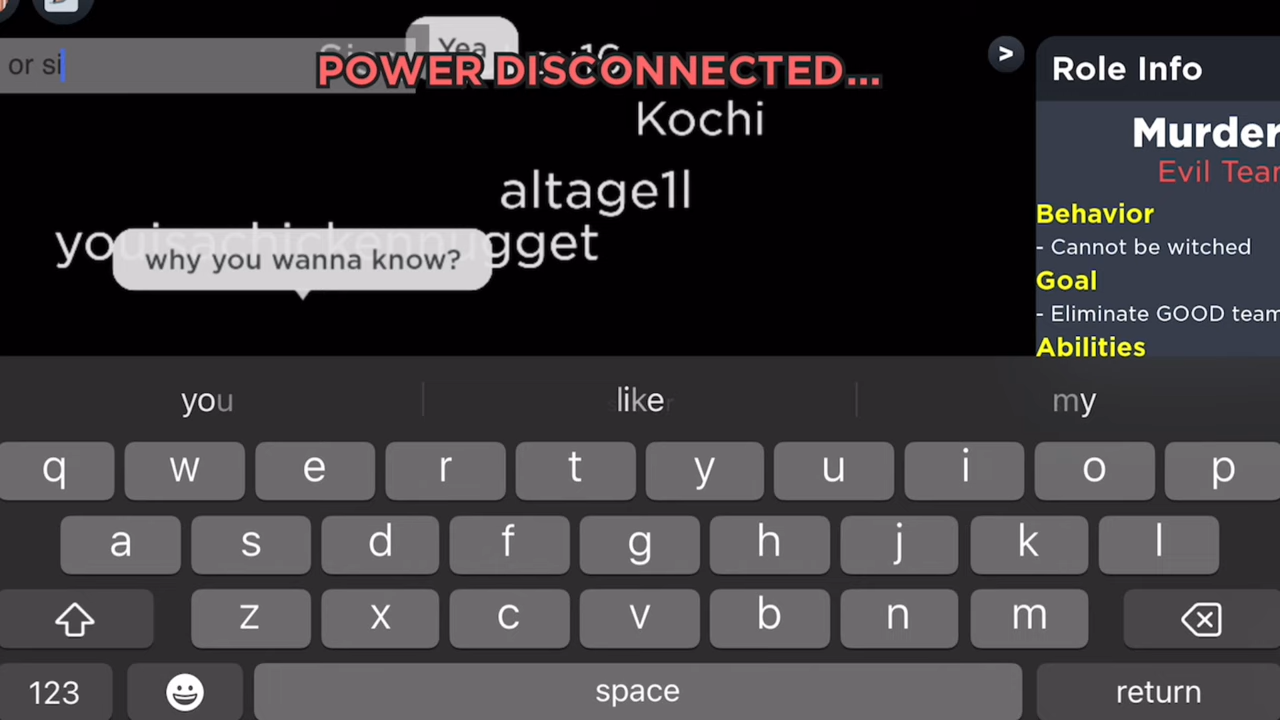 or si
Yea
POWER DISCONNECTED...
>
Role Info
Kochi
Murder
Evil Tea
altage1l
Behavior
- Cannot be witched
youisachickennugget
why you wanna know?
Goal
- Eliminate GOOD team
Abilities
you like my
q w e r t y u i o p
a s d f g h j k l
z x c v b n m
123 space return